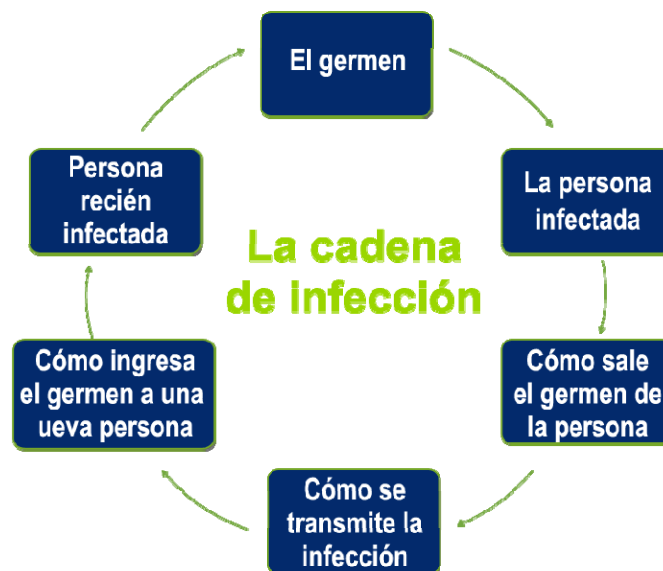 El germen
La persona
infectada
Cómo sale
el germen de
la persona
Cómo se
transmite la
infección
Cómo ingresa
el germen a una
ueva persona
Persona
recién
infectada
La cadena
de infección